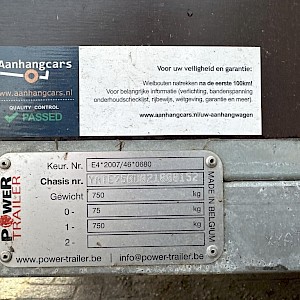 Aanhangcars
www.aanhangcars.nl
QUALITY CONTROL
PASSED
Voor uw veiligheid en garantie:
Wielbouten natrekken na de eerste 100km!
Voor belangrijke informatie (verlichting, bandenspanning
onderhoudschecklist, rijbewijs, wetgeving, garantie en meer).
www.aanhangcars.nl/uw-aanhangwagen
POWER
TRAILER
Keur. Nr. E4*2007/46*0680
Chasis nr.
Gewicht 750 kg
0 - 75 kg
1 - 750 kg
2 -
MADE IN BELGIUM
www.power-trailer.be | info@power-trailer.be